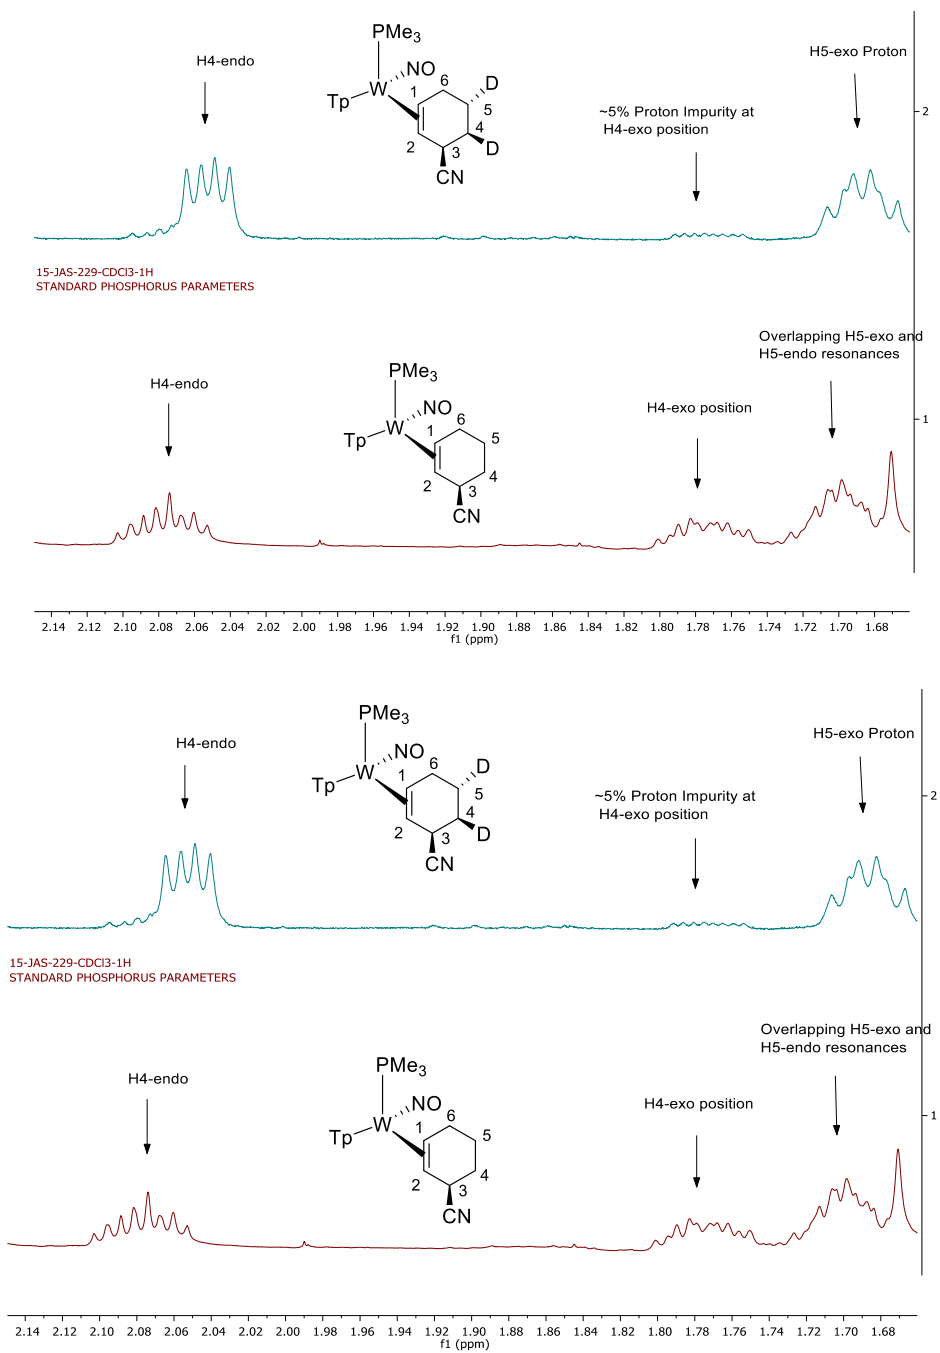 PMe3
H4-endo
H5-exo Proton
NO
6
D
W
1
Tp
5
~5% Proton Impurity at
H4-exo position
4
2
3
D
CN
2
15-JAS-229-CDCl3-1H
STANDARD PHOSPHORUS PARAMETERS
Overlapping H5-exo and
H5-endo resonances
PMe3
H4-endo
NO
H4-exo position
6
W
1
5
Tp
4
2
3
CN
1
2.14 2.12 2.10 2.08 2.06 2.04 2.02 2.00 1.98 1.96 1.94 1.92 1.90 1.88 1.86 1.84 1.82 1.80 1.78 1.76 1.74 1.72 1.70 1.68
f1 (ppm)
PMe3
H4-endo
H5-exo Proton
NO
6
D
W
1
Tp
5
~5% Proton Impurity at
H4-exo position
4
2
3
D
CN
2
15-JAS-229-CDCl3-1H
STANDARD PHOSPHORUS PARAMETERS
Overlapping H5-exo and
H5-endo resonances
PMe3
H4-endo
NO
H4-exo position
6
W
1
5
Tp
4
2
3
CN
1
2.14 2.12 2.10 2.08 2.06 2.04 2.02 2.00 1.98 1.96 1.94 1.92 1.90 1.88 1.86 1.84 1.82 1.80 1.78 1.76 1.74 1.72 1.70 1.68
f1 (ppm)